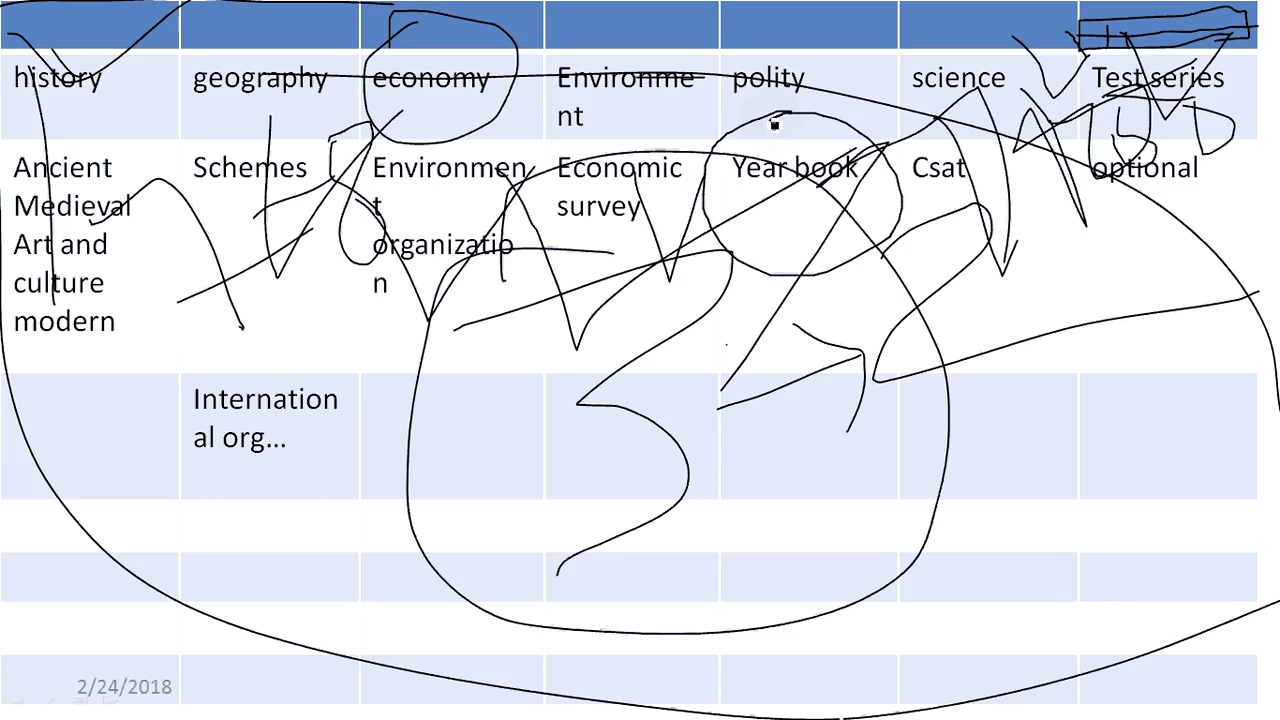 history geography economy Environme polity science Test series
nt
Ancient Schemes Environmen Economic Year book Csat optional
Medieval t survey
Art and organizatio
culture n
modern
Internation
al org...
2/24/2018